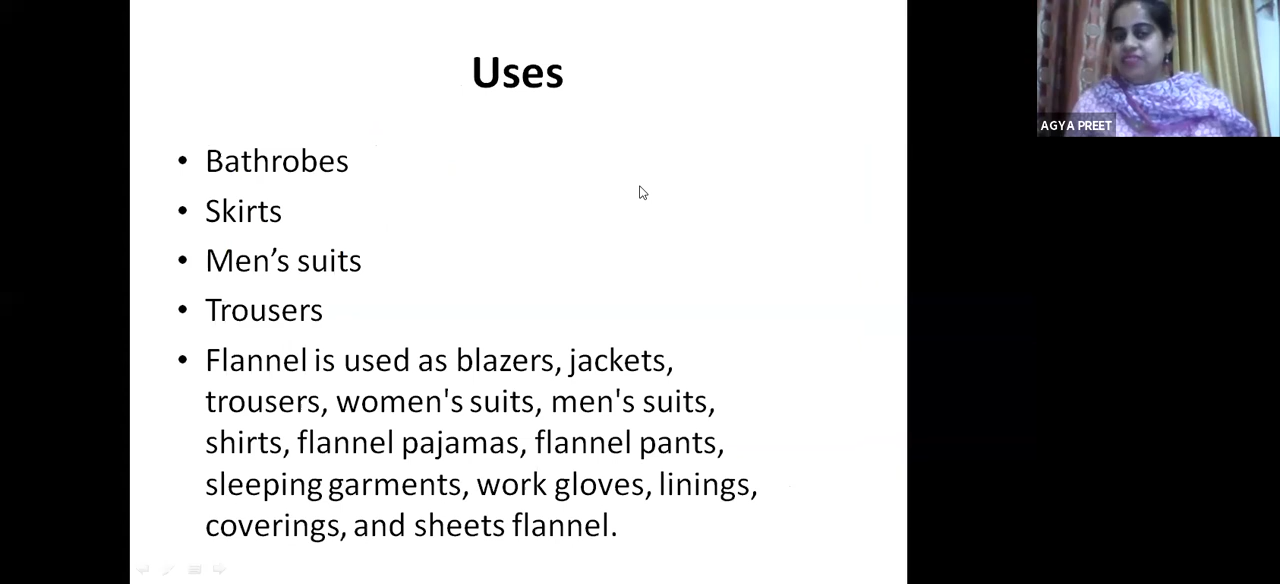 Uses
• Bathrobes
• Skirts
• Men’s suits
• Trousers
• Flannel is used as blazers, jackets,
trousers, women's suits, men's suits,
shirts, flannel pajamas, flannel pants,
sleeping garments, work gloves, linings,
coverings, and sheets flannel.
AGYA PREET